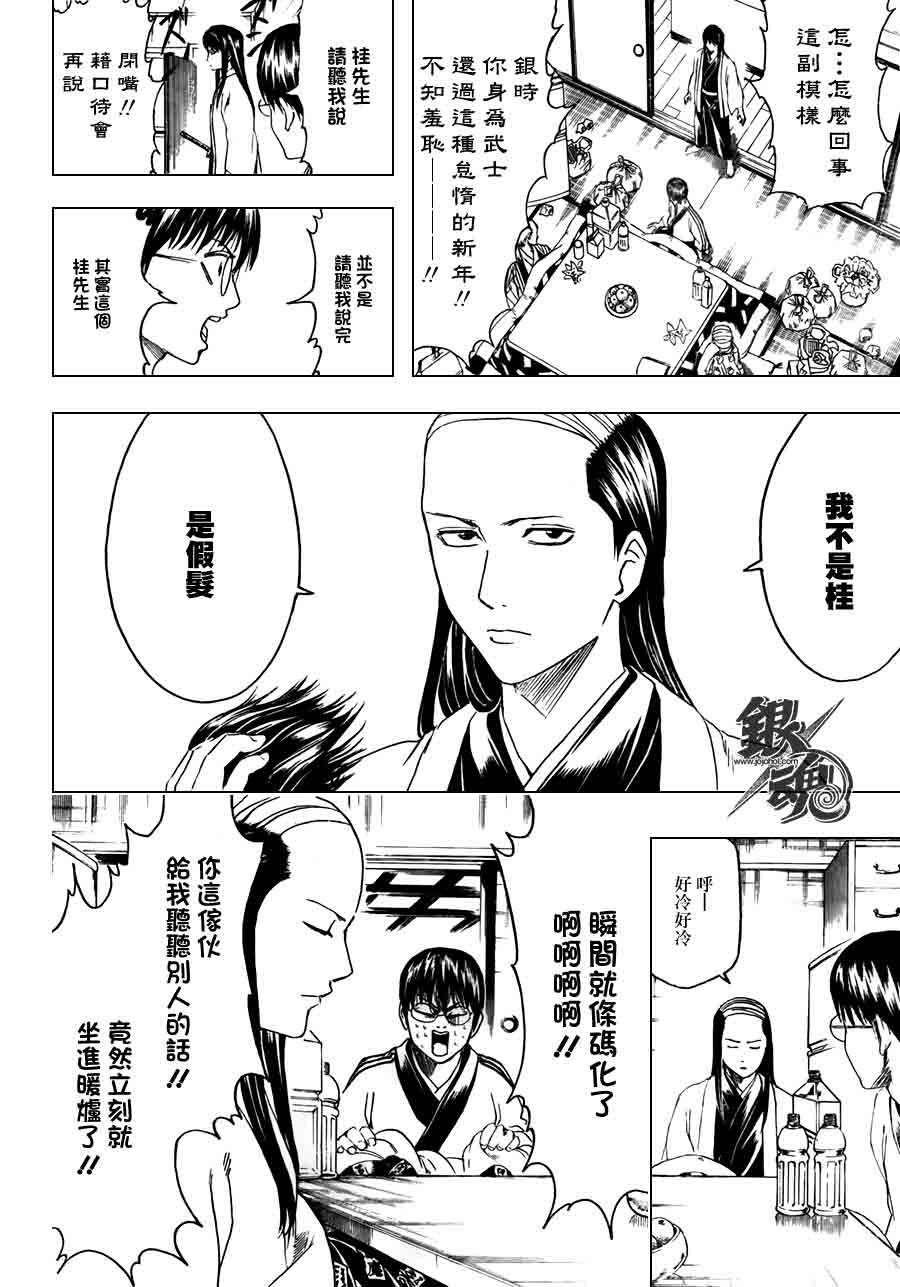 怎…怎麼回事
這副模樣
銀時
你身為武士
還過這種怠惰的新年!!
不知羞恥——!!
桂先生
請聽我說
閉嘴!!
藉口待會
再說
並不是
請聽我說完
其實這個
桂先生
我不是桂
是假髮
銀魂
www.jojohot.com
呼—
好冷好冷
瞬間就條碼化了
啊啊啊啊!!
你這傢伙
給我聽聽別人的話!!
竟然立刻就
坐進暖爐了!!